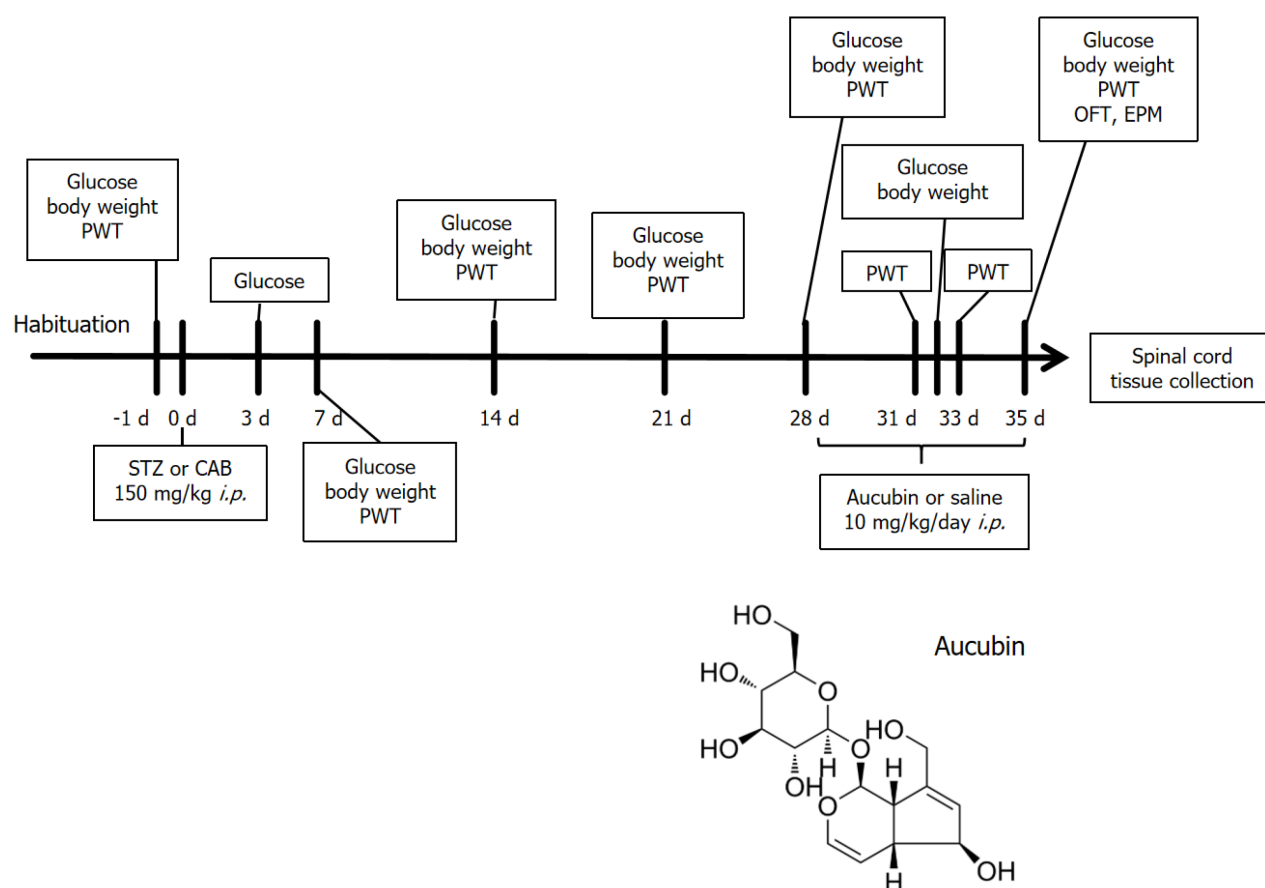 Glucose
body weight
PWT
Glucose
body weight
PWT
OFT, EPM
Glucose
body weight
Glucose
body weight
PWT
Glucose
body weight
PWT
Glucose
body weight
PWT
Glucose
PWT
PWT
Habituation
Spinal cord
tissue collection
-1 d
0 d
3 d
7 d
14 d
21 d
28 d
31 d
33 d
35 d
STZ or CAB
150 mg/kg i.p.
Glucose
body weight
PWT
Aucubin or saline
10 mg/kg/day i.p.
Aucubin
HO
HO
O
HO
O
HO
H
OH
H
O
H
OH